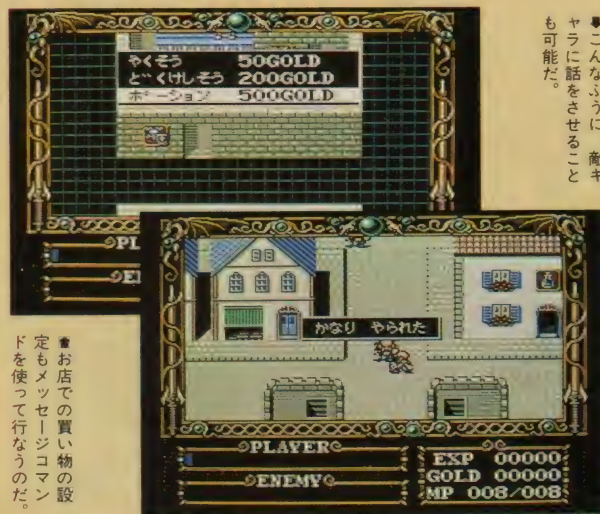 こんなふうに 敵キ
ャラに話をさせること
も可能だ。
やくそう 50GOLD
どくけしそう 200GOLD
ポーション 500GOLD
PL
E
かなり やられた
PLAYER
ENEMY
EXP 00000
GOLD 00000
MP 008/008
お店での買い物の設
定もメッセージコマン
ドを使って行なうのだ。